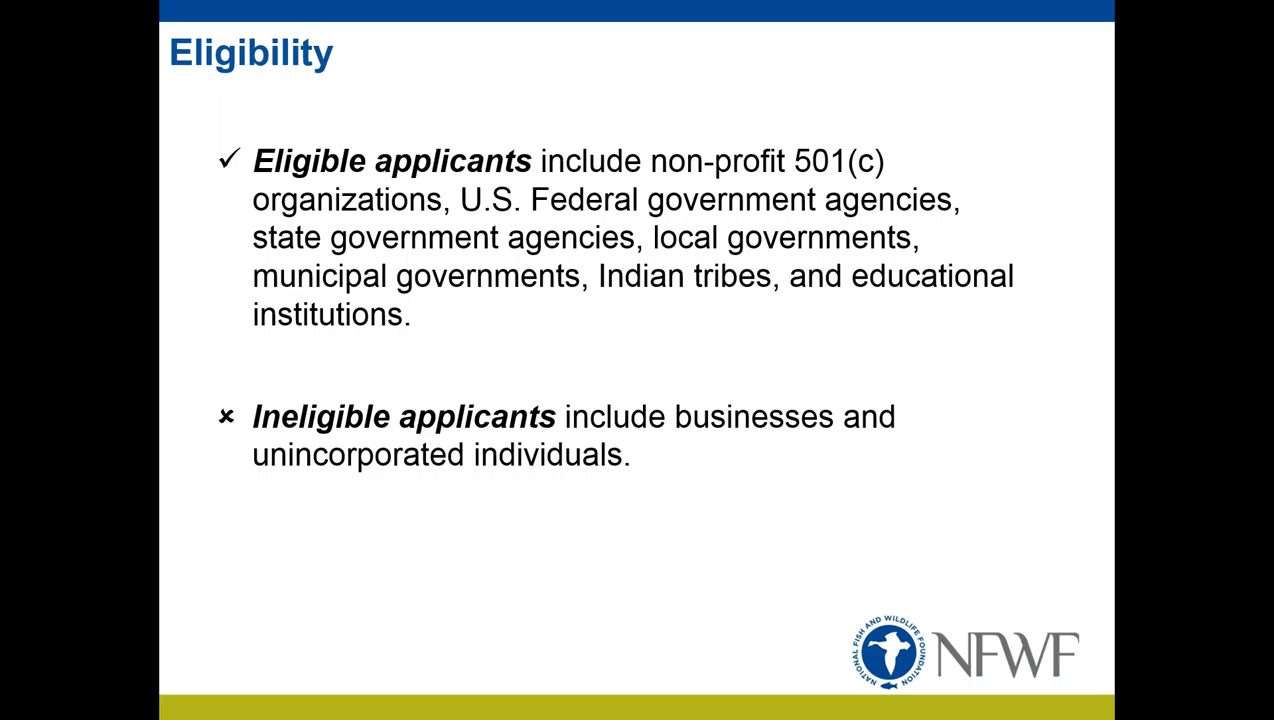 Eligibility
✓ Eligible applicants include non-profit 501(c)
organizations, U.S. Federal government agencies,
state government agencies, local governments,
municipal governments, Indian tribes, and educational
institutions.
× Ineligible applicants include businesses and
unincorporated individuals.
NATIONAL FISH AND WILDLIFE FOUNDATION
NFWF